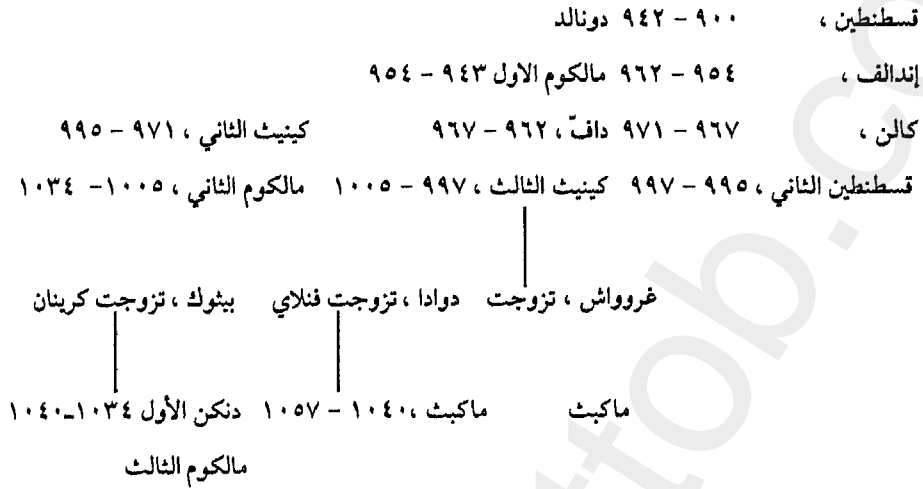 قسطنطين ، ٩٠٠ – ٩٤٢ دونالد
إندالف ، ٩٥٤ – ٩٦٢ مالكوم الاول ٩٤٣ – ٩٥٤
كالن ، ٩٦٧ – ٩٧١ دافّ ، ٩٦٢ – ٩٦٧ كينيث الثاني ، ٩٧١ – ٩٩٥
قسطنطين الثاني ، ٩٩٥ – ٩٩٧ كينيث الثالث ، ٩٩٧ – ١٠٠٥ مالكوم الثاني ، ١٠٠٥ – ١٠٣٤
غروواش ، تزوجت دوادا ، تزوجت فنلاي بيثوك ، تزوجت كرينان
ماكبث ماكبث ، ١٠٤٠ – ١٠٥٧ دنكن الأول ١٠٣٤ – ١٠٤٠
مالكوم الثالث